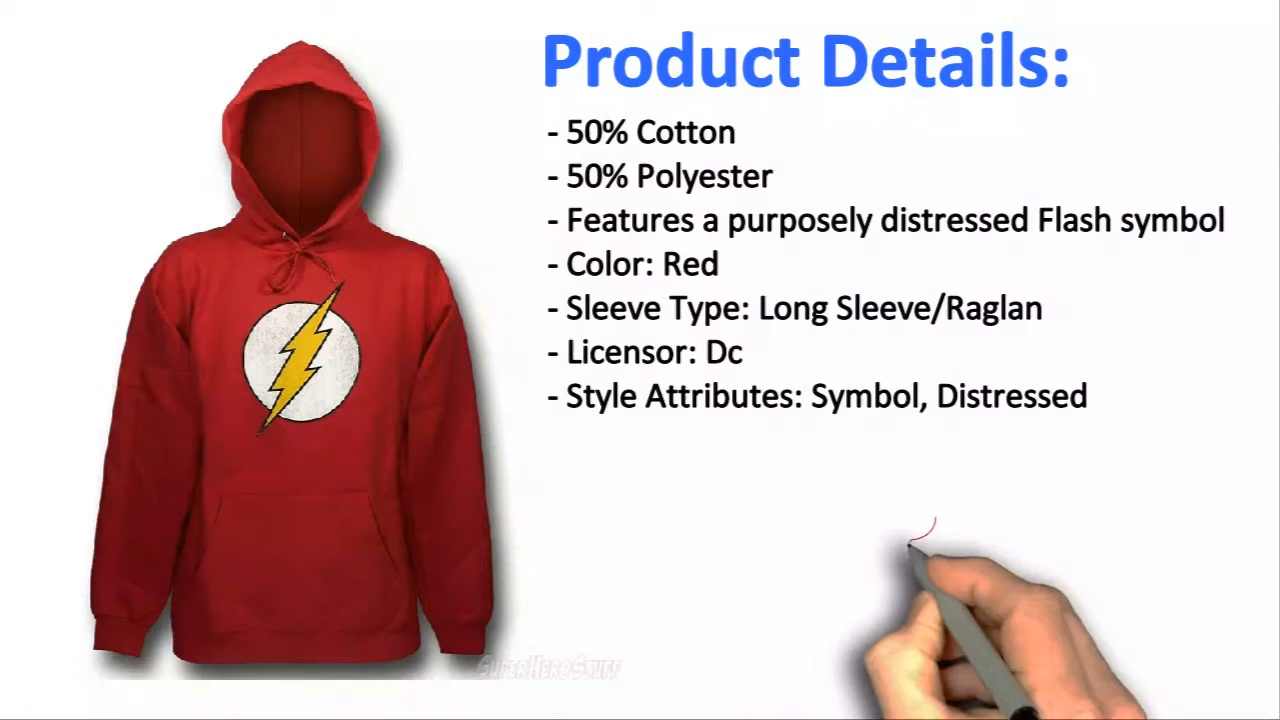 Product Details:
- 50% Cotton
- 50% Polyester
- Features a purposely distressed Flash symbol
- Color: Red
- Sleeve Type: Long Sleeve/Raglan
- Licensor: Dc
- Style Attributes: Symbol, Distressed
SuperHeroStuff